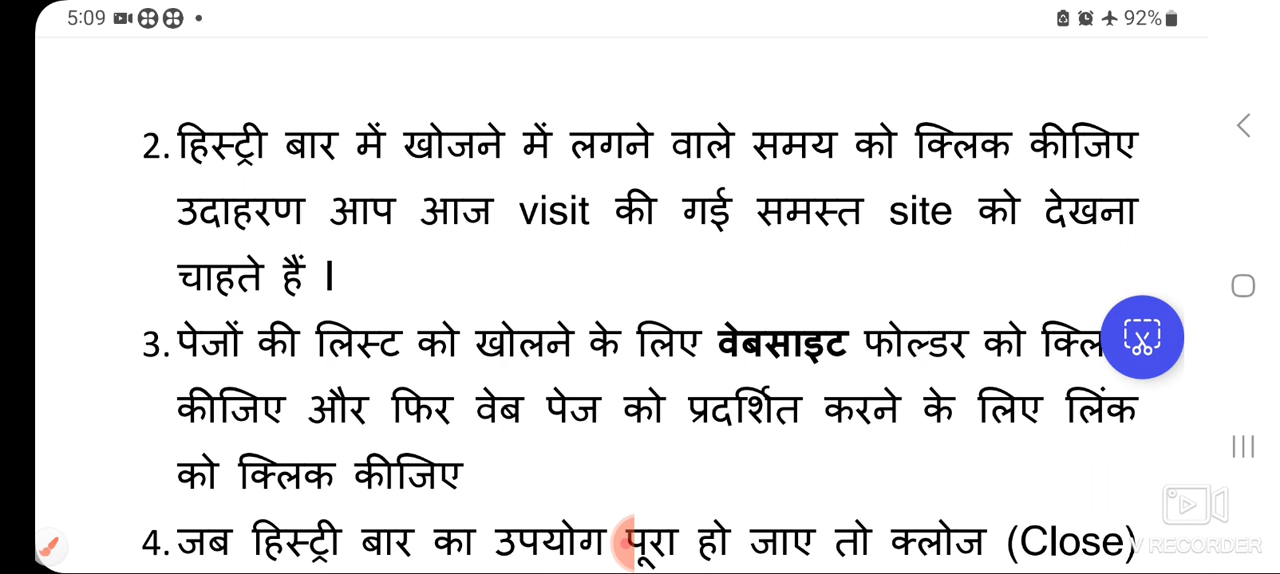 5:09
92%
2. हिस्ट्री बार में खोजने में लगने वाले समय को क्लिक कीजिए
उदाहरण आप आज visit की गई समस्त site को देखना
चाहते हैं l
3. पेजों की लिस्ट को खोलने के लिए वेबसाइट फोल्डर को क्लि
कीजिए और फिर वेब पेज को प्रदर्शित करने के लिए लिंक
को क्लिक कीजिए
4. जब हिस्ट्री बार का उपयोग पूरा हो जाए तो क्लोज (Close)
V RECORDER